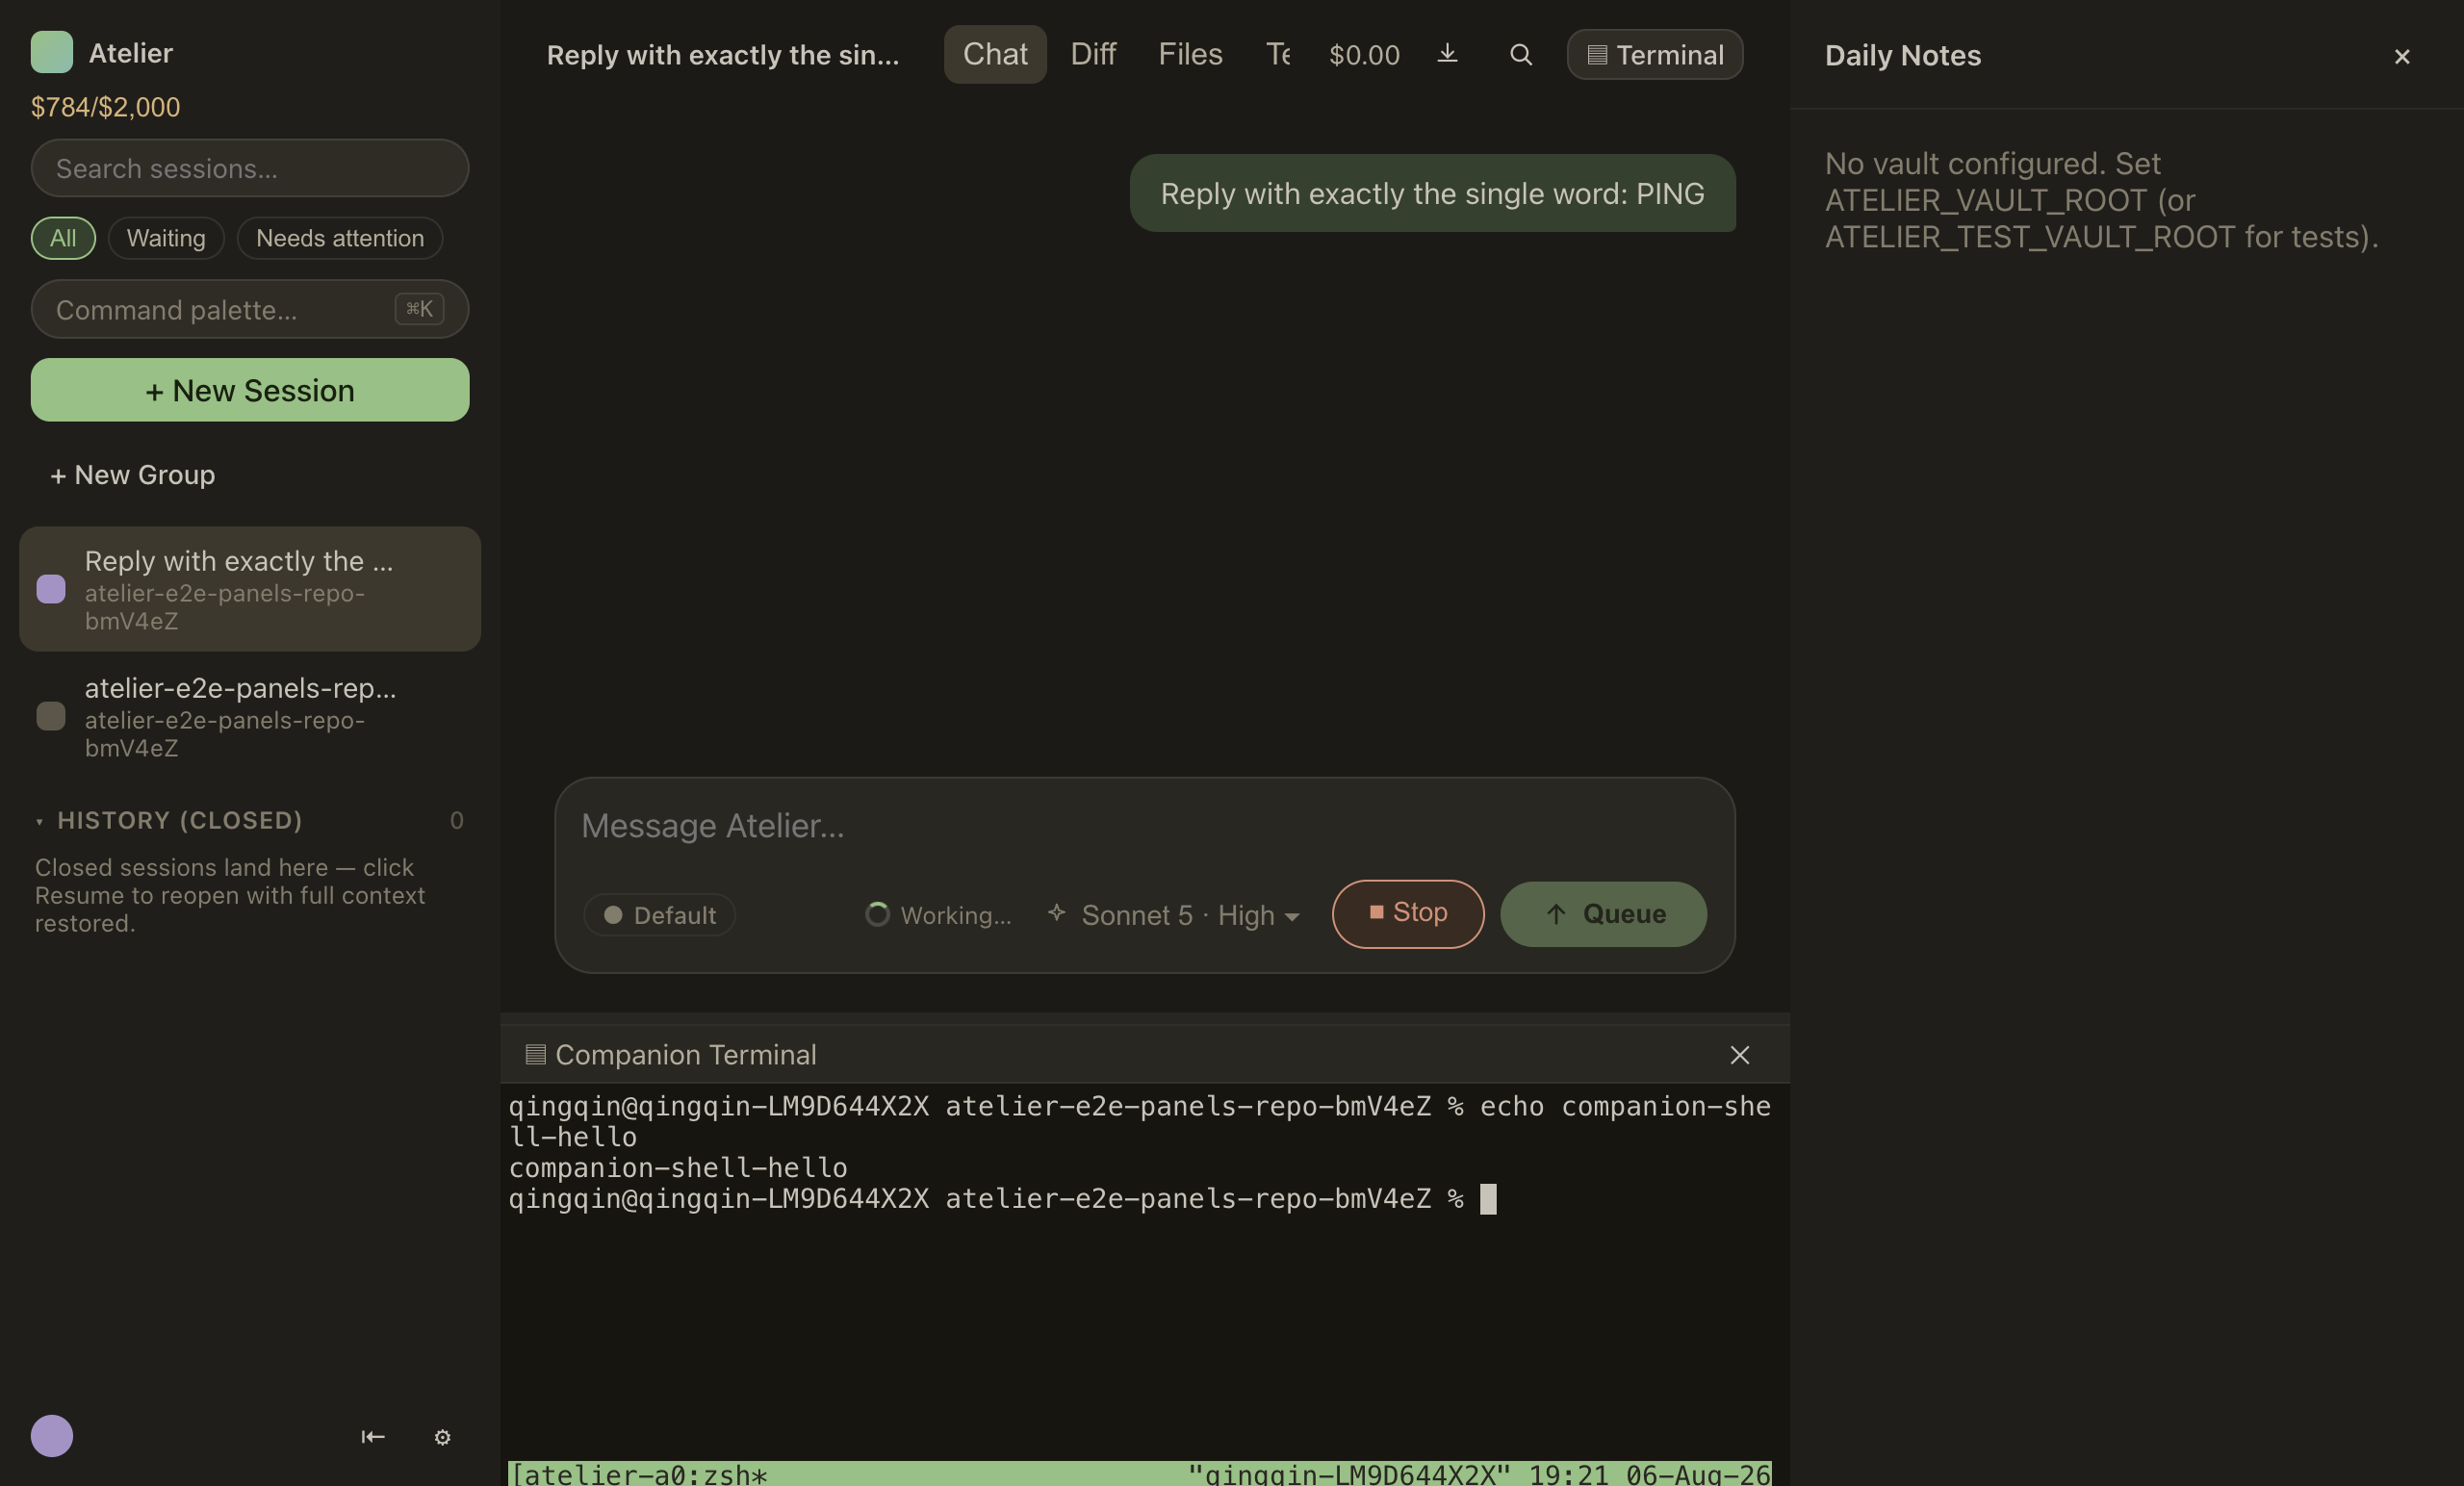 Atelier
$784/$2,000
Search sessions...
All
Waiting
Needs attention
Command palette...
⌘K
+ New Session
+ New Group
Reply with exactly the ...
atelier-e2e-panels-repo-
bmV4eZ
atelier-e2e-panels-rep...
atelier-e2e-panels-repo-
bmV4eZ
HISTORY (CLOSED)
0
Closed sessions land here — click
Resume to reopen with full context
restored.
Reply with exactly the sin...
Chat
Diff
Files
Te
$0.00
Terminal
Reply with exactly the single word: PING
Message Atelier...
Default
Working...
Sonnet 5 · High
Stop
Queue
Companion Terminal
qingqin@qingqin-LM9D644X2X atelier-e2e-panels-repo-bmV4eZ % echo companion-she
ll-hello
companion-shell-hello
qingqin@qingqin-LM9D644X2X atelier-e2e-panels-repo-bmV4eZ %
[atelier-a0:zsh* "qingqin-LM9D644X2X" 19:21 06-Aug-26
Daily Notes
No vault configured. Set
ATELIER_VAULT_ROOT (or
ATELIER_TEST_VAULT_ROOT for tests).